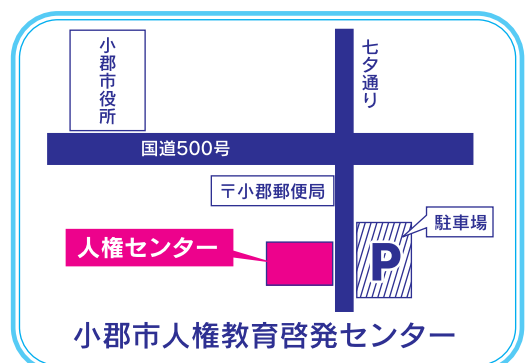 小郡市役所
七夕通り
国道500号
〒小郡郵便局
駐車場
人権センター
P
小郡市人権教育啓発センター